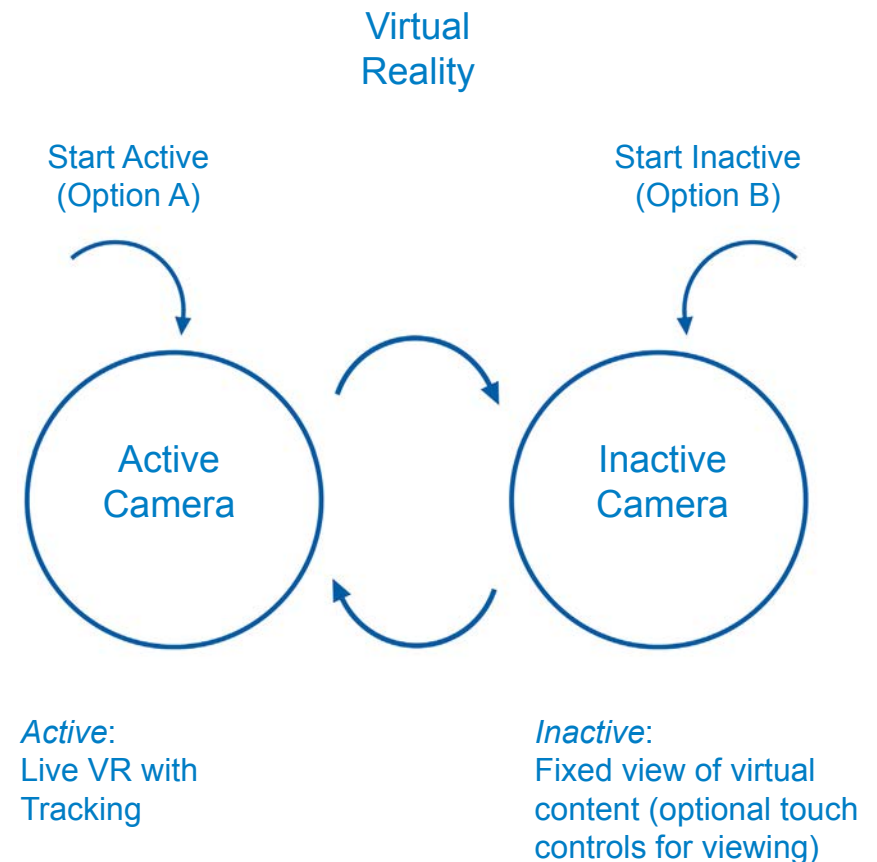 Virtual
Reality
Start Active
(Option A)
Start Inactive
(Option B)
Active
Camera
Inactive
Camera
Active:
Live VR with
Tracking
Inactive:
Fixed view of virtual
content (optional touch
controls for viewing)